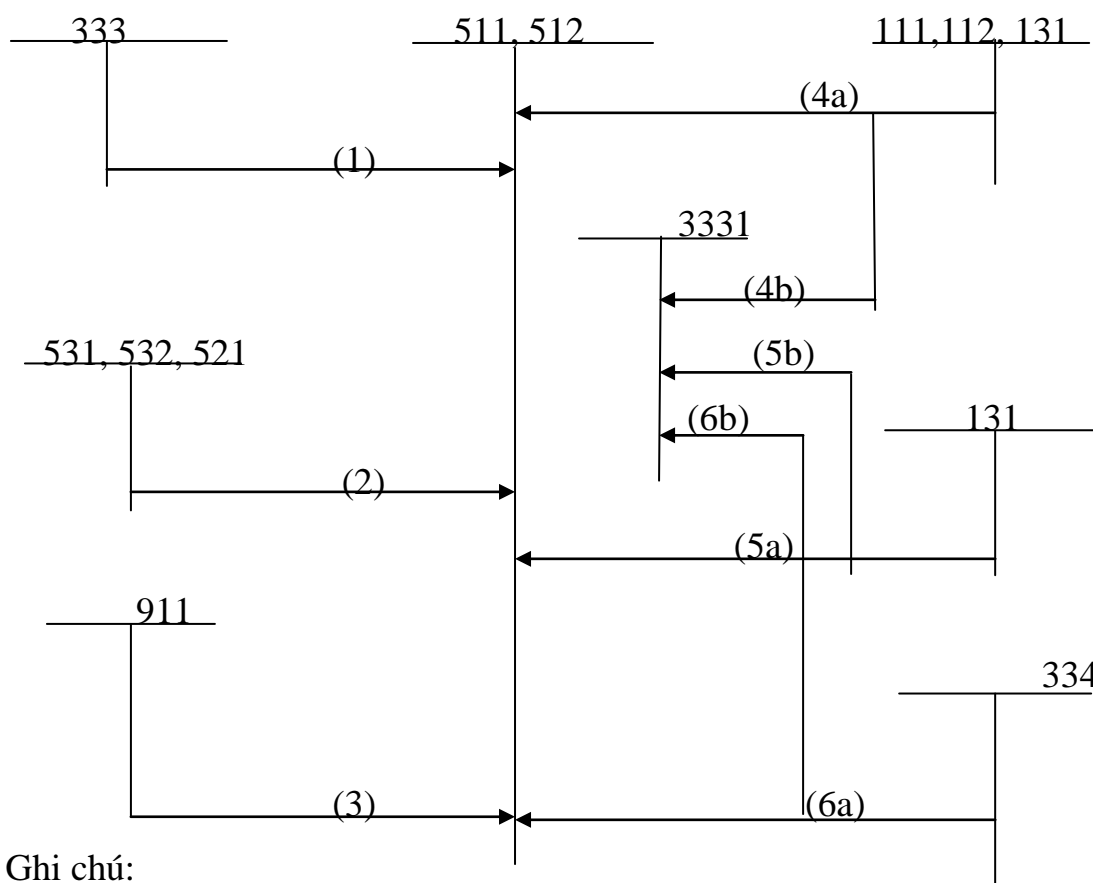 333 511, 512 111,112, 131
(4a)
(1)
3331
(4b)
531, 532, 521 (5b)
(6b) 131
(2)
(5a)
911
334
(3) (6a)
Ghi chú: